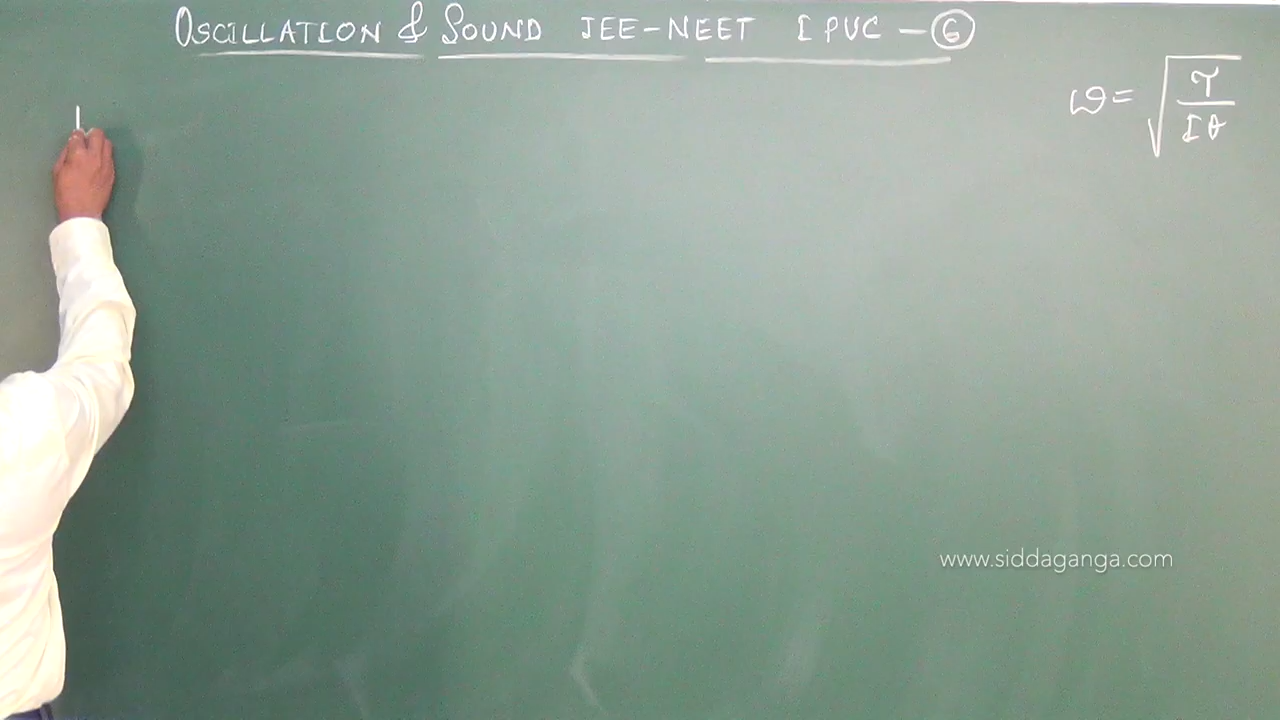 OSCILLATION & SOUND JEE-NEET I PUC - 6
ω = √(τ/Iθ)
www.siddaganga.com